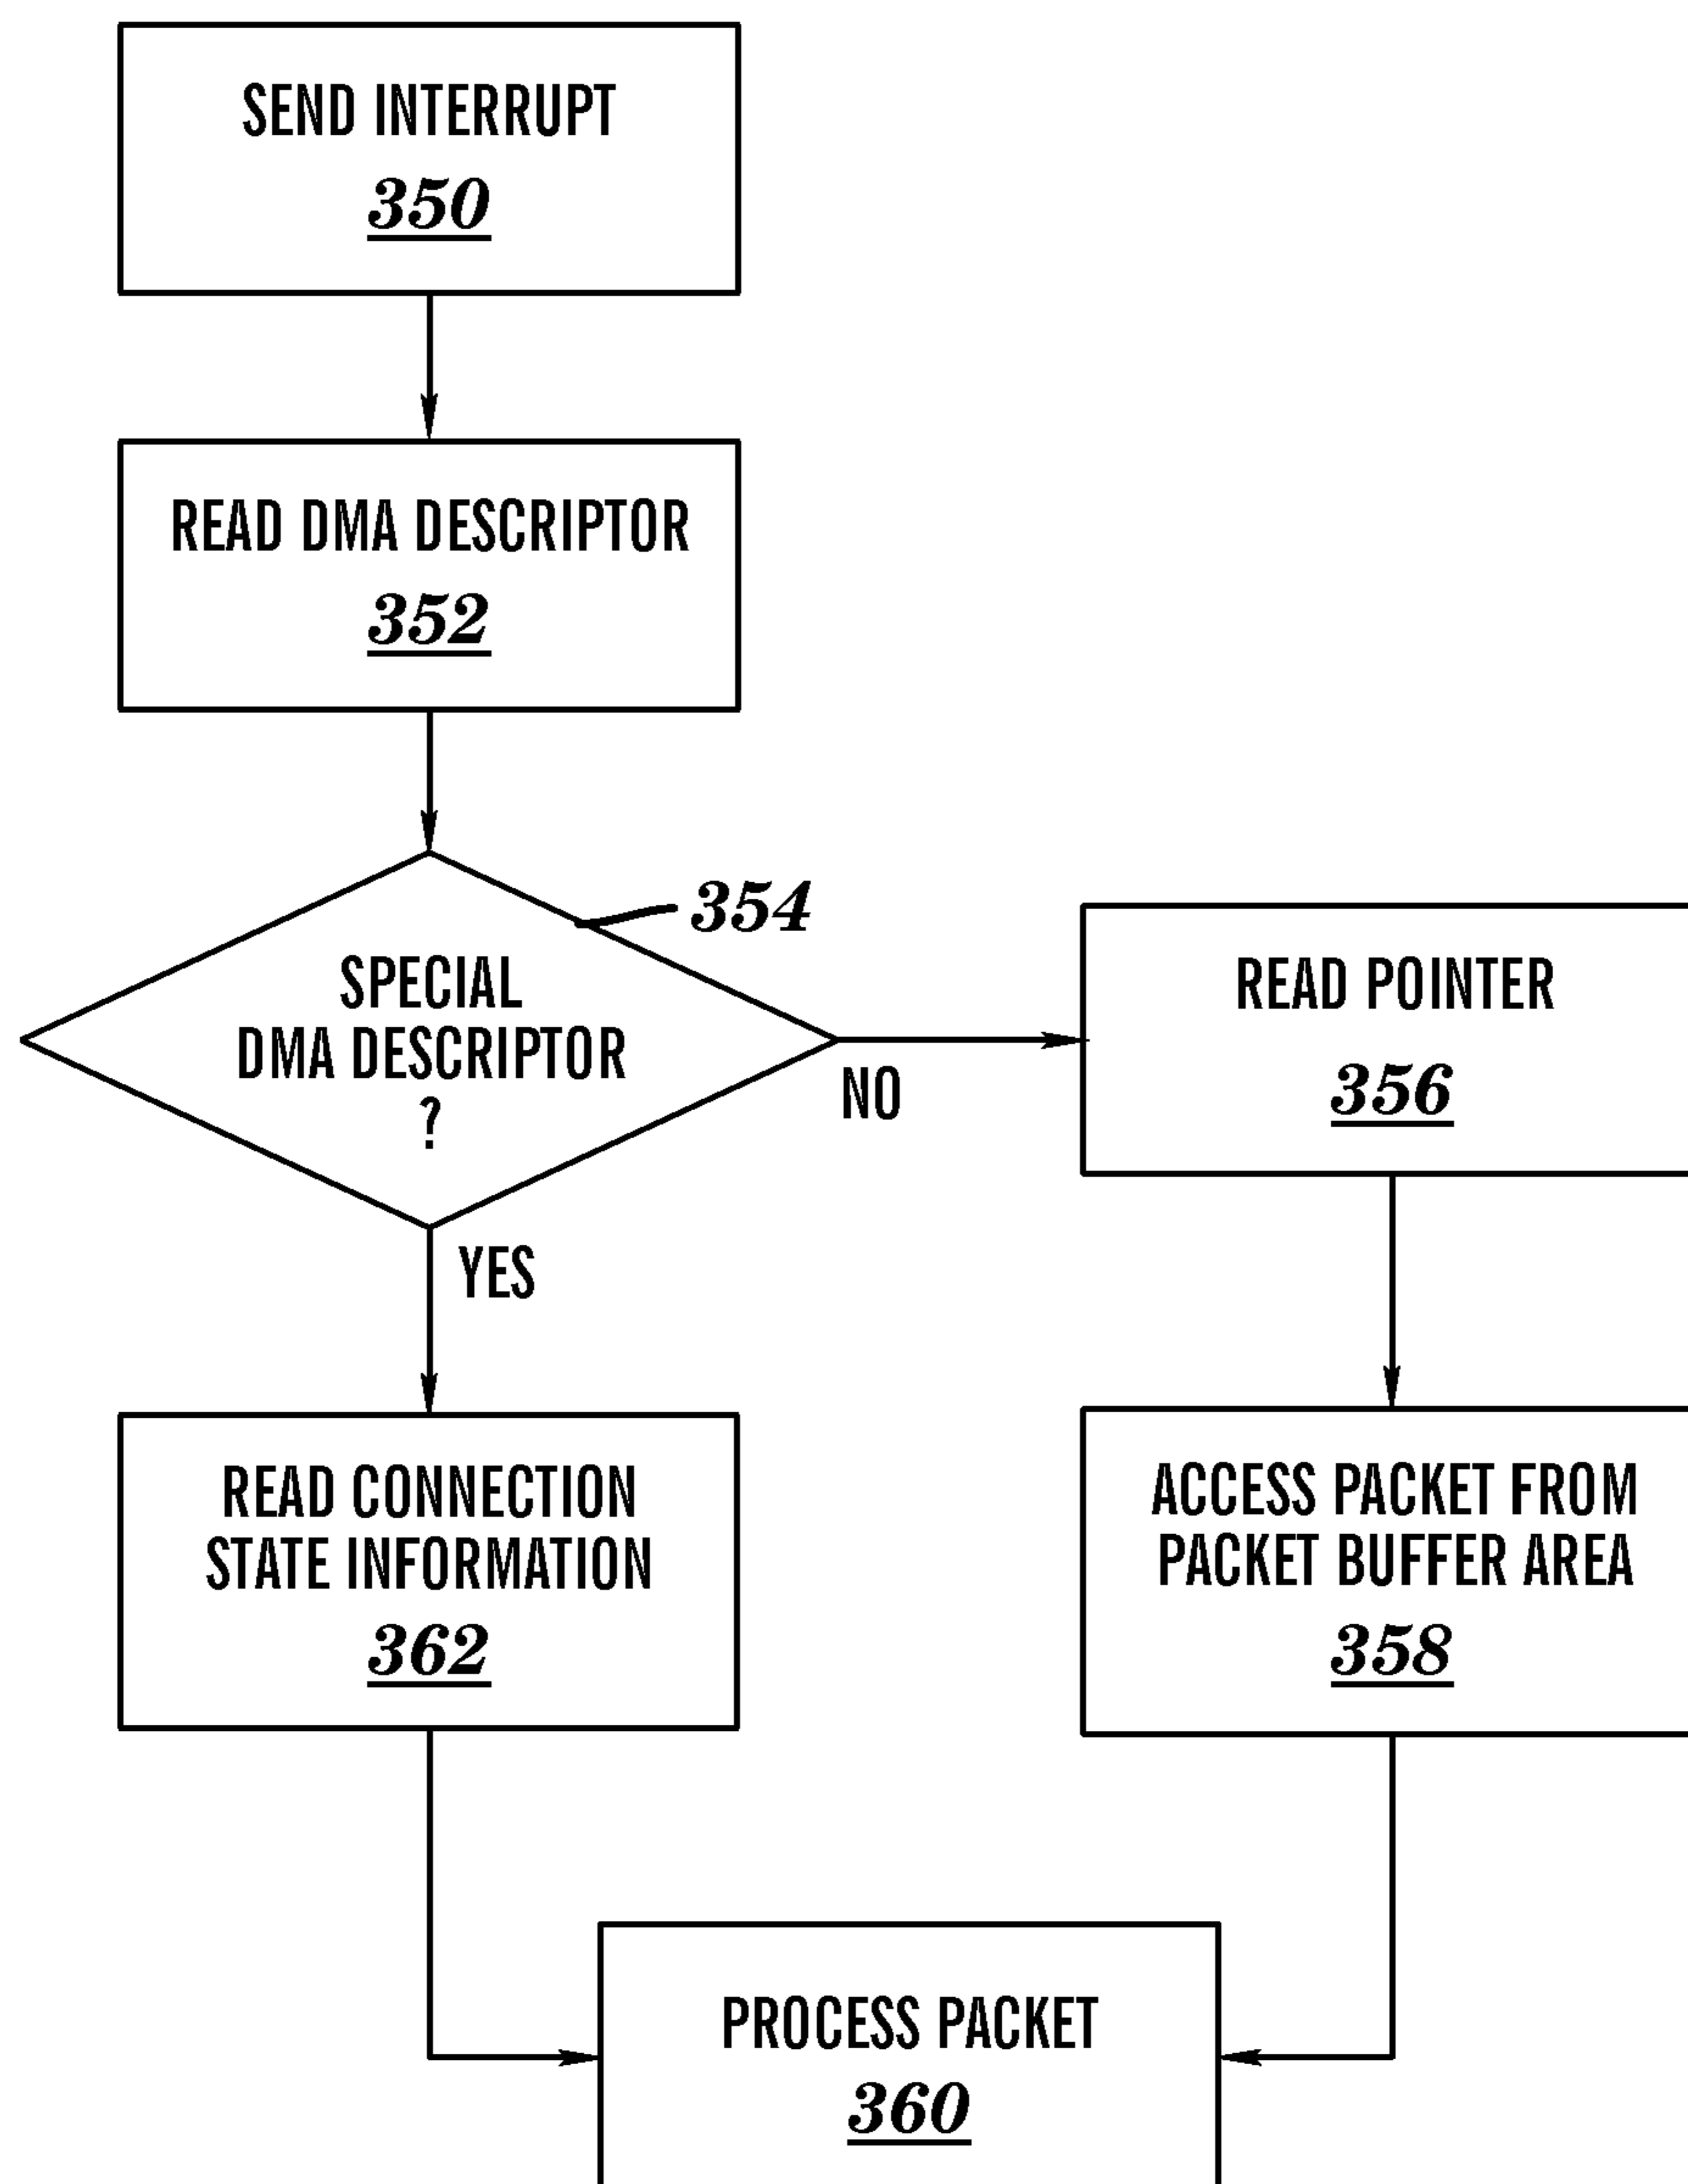 SEND INTERRUPT
350
READ DMA DESCRIPTOR
352
354
SPECIAL
DMA DESCRIPTOR
?
NO
YES
READ POINTER
356
READ CONNECTION
STATE INFORMATION
362
ACCESS PACKET FROM
PACKET BUFFER AREA
358
PROCESS PACKET
360